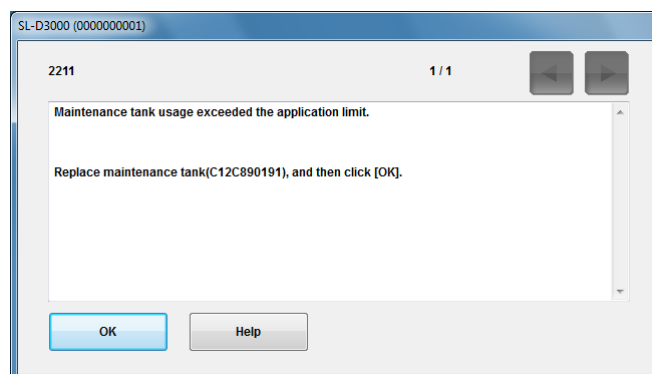 SL-D3000 (0000000001)
2211 1 / 1
Maintenance tank usage exceeded the application limit.
Replace maintenance tank(C12C890191), and then click [OK].
OK Help